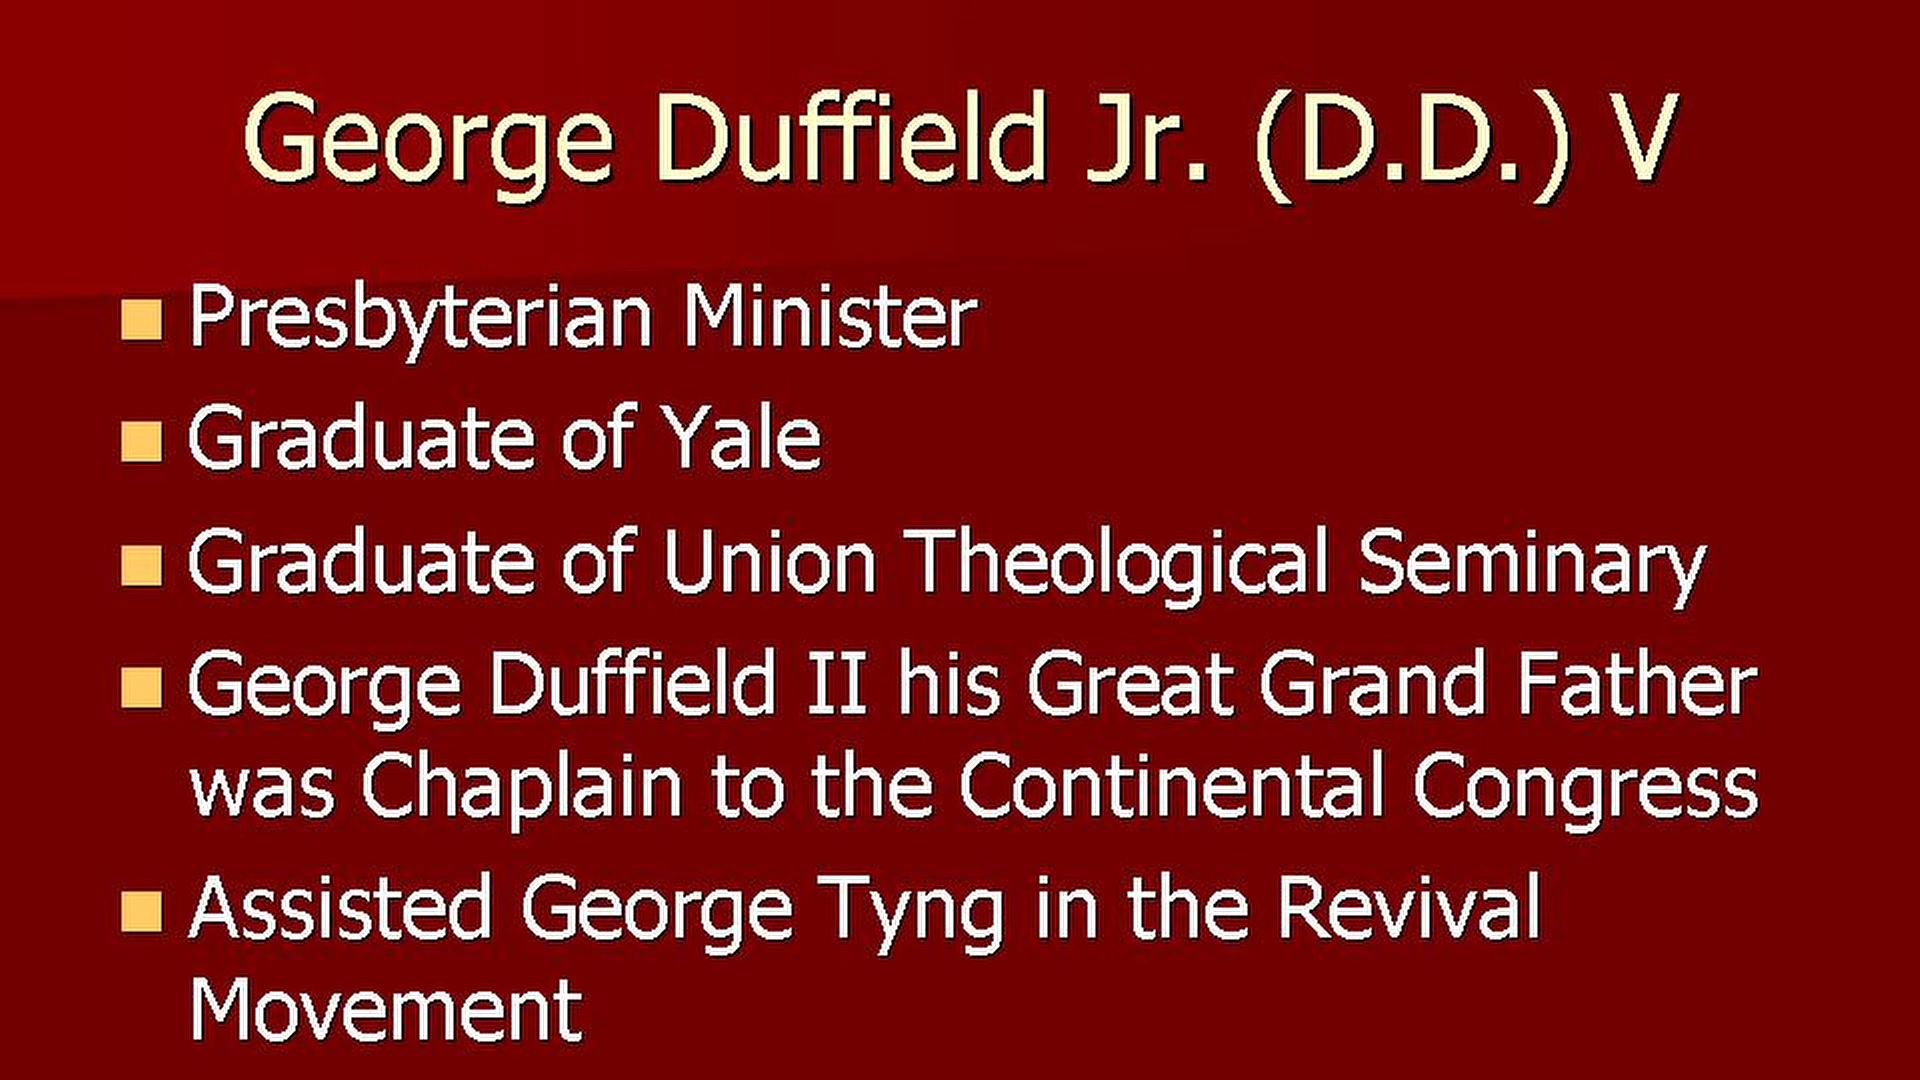 George Duffield Jr. (D.D.) V
Presbyterian Minister
Graduate of Yale
Graduate of Union Theological Seminary
George Duffield II his Great Grand Father
was Chaplain to the Continental Congress
Assisted George Tyng in the Revival
Movement